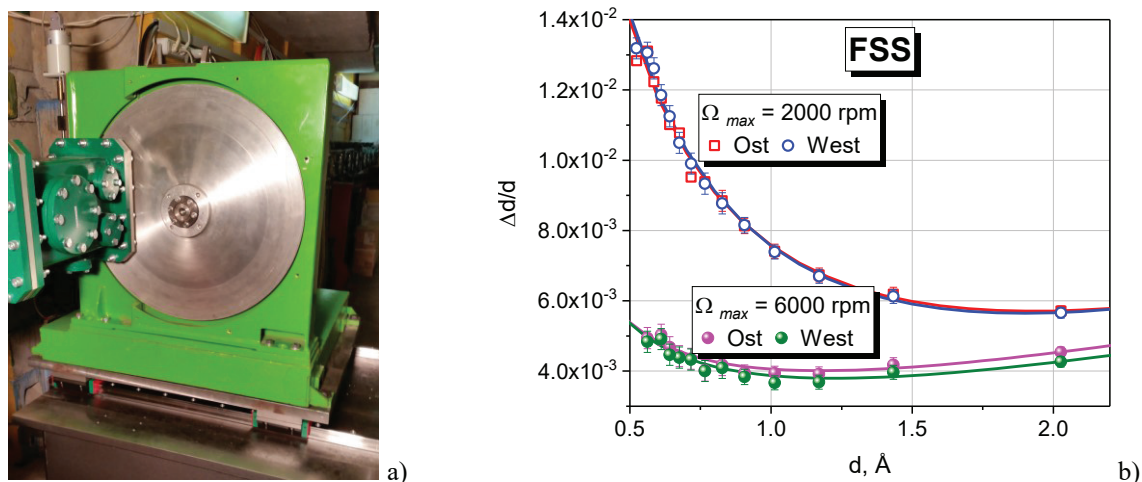 a)
1.4x10⁻²
1.2x10⁻²
1.0x10⁻²
8.0x10⁻³
6.0x10⁻³
4.0x10⁻³
Δd/d
FSS
Ω max = 2000 rpm
Ost West
Ω max = 6000 rpm
Ost West
0.5 1.0 1.5 2.0
d, Å
b)